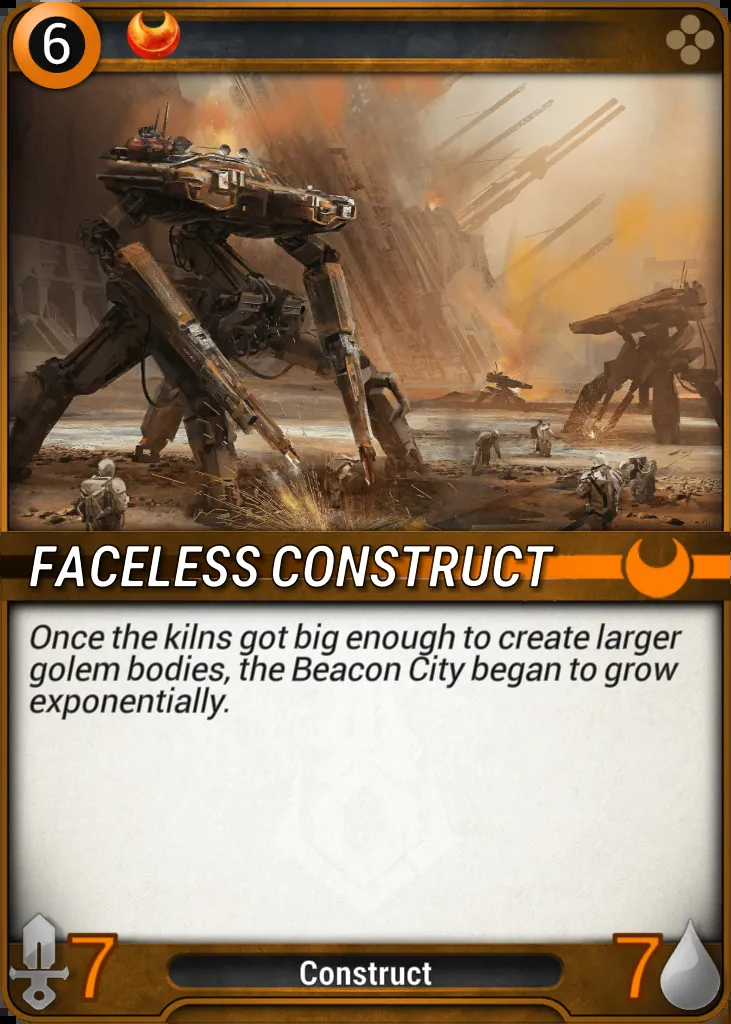 6
FACELESS CONSTRUCT
Once the kilns got big enough to create larger
golem bodies, the Beacon City began to grow
exponentially.
7
Construct
7